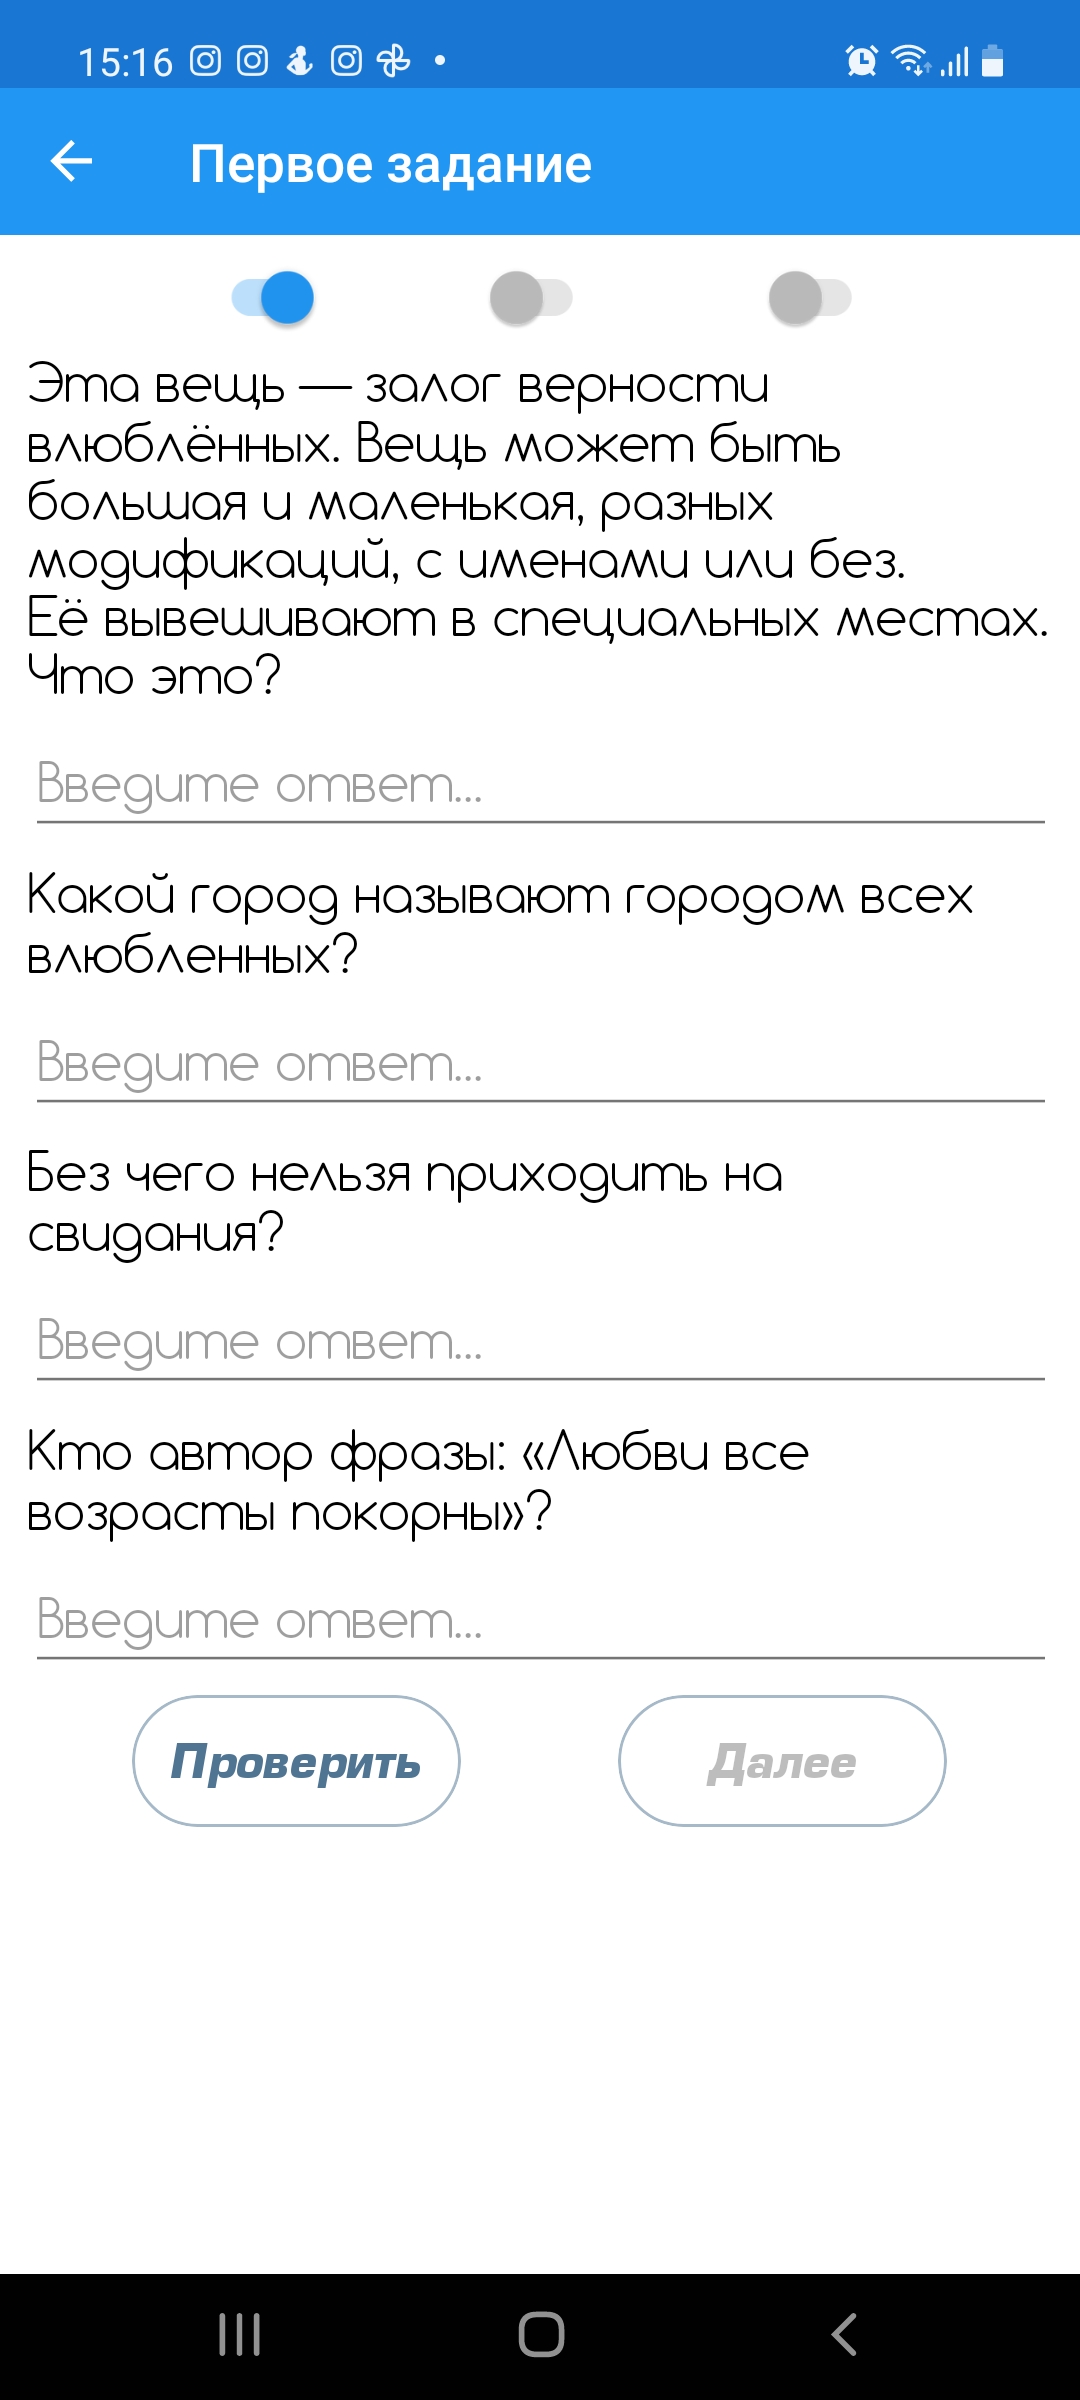 15:16
Первое задание
Эта вещь — залог верности
влюблённых. Вещь может быть
большая и маленькая, разных
модификаций, с именами или без.
Её вывешивают в специальных местах.
Что это?
Введите ответ...
Какой город называют городом всех
влюбленных?
Введите ответ...
Без чего нельзя приходить на
свидания?
Введите ответ...
Кто автор фразы: «Любви все
возрасты покорны»?
Введите ответ...
Проверить Далее